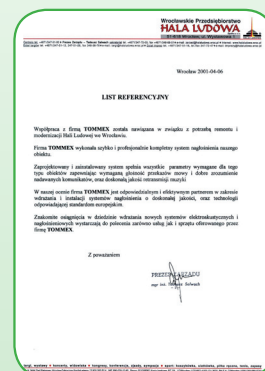 Wrocławskie Przedsiębiorstwo
HALA LUDOWA
Wrocław 2001-04-06
LIST REFERENCYJNY
Współpraca z firmą TOMMEX została nawiązana w związku z potrzebą remontu i
modernizacji Hali Ludowej we Wrocławiu.
Firma TOMMEX wykonała szybko i profesjonalnie kompletny system nagłośnienia naszego
obiektu.
Zaprojektowany i zainstalowany system spełnia wszystkie parametry wymagane dla tego
typu obiektów zapewniając wymaganą głośność przekazów mowy i dobre zrozumienie
nadawanych komunikatów, oraz doskonałą jakość retransmisji muzyki
W naszej ocenie firma TOMMEX jest odpowiedzialnym i efektywnym partnerem w zakresie
wdrażania i instalacji systemów nagłośnienia o doskonałej jakości, oraz technologii
odpowiadającej standardom europejskim.
Znakomite osiągnięcia w dziedzinie wdrażania nowych systemów elektroakustycznych i
nagłośnieniowych wystarczają do polecenia zarówno usług jak i sprzętu oferowanego przez
firmę TOMMEX.
Z poważaniem
PREZES ZARZĄDU